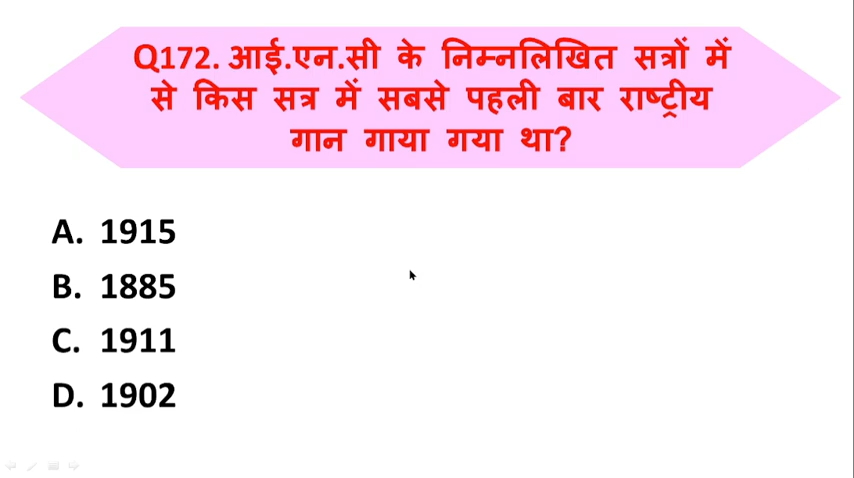 Q172. आई.एन.सी के निम्नलिखित सत्रों में
से किस सत्र में सबसे पहली बार राष्ट्रीय
गान गाया गया था?
A. 1915
B. 1885
C. 1911
D. 1902